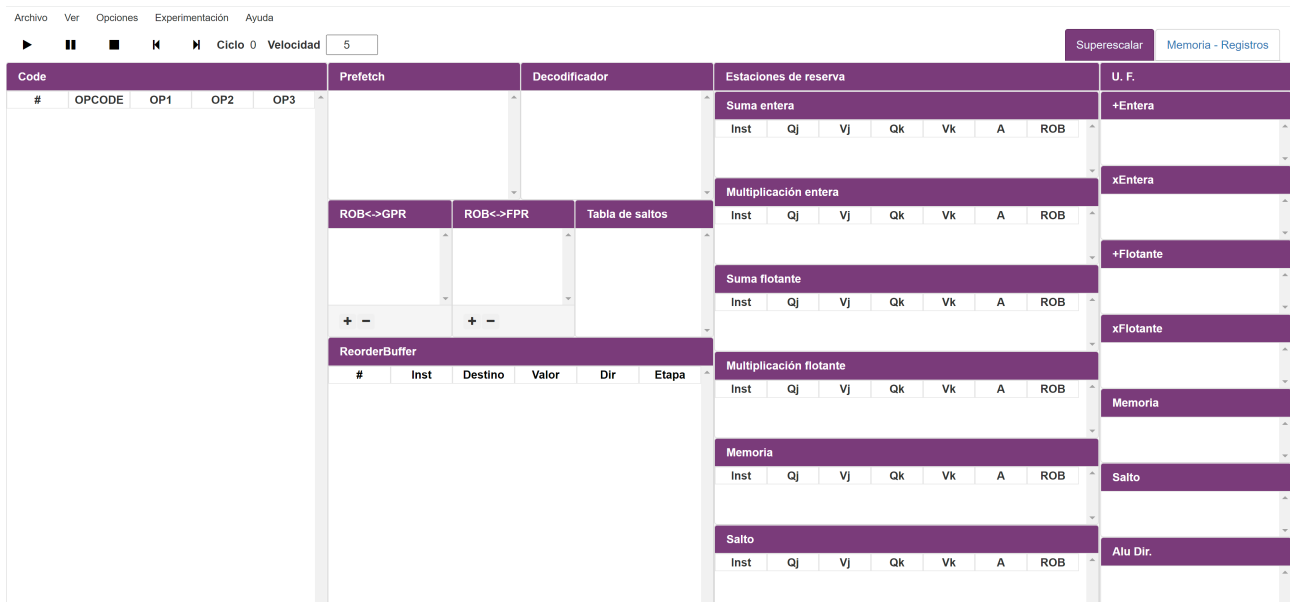 Archivo Ver Opciones Experimentación Ayuda
Ciclo 0 Velocidad 5
Superescalar Memoria - Registros
Code
# OPCODE OP1 OP2 OP3
Prefetch
Decodificador
ROB<->GPR
+ −
ROB<->FPR
+ −
Tabla de saltos
ReorderBuffer
# Inst Destino Valor Dir Etapa
Estaciones de reserva
Suma entera
Inst Qj Vj Qk Vk A ROB
Multiplicación entera
Inst Qj Vj Qk Vk A ROB
Suma flotante
Inst Qj Vj Qk Vk A ROB
Multiplicación flotante
Inst Qj Vj Qk Vk A ROB
Memoria
Inst Qj Vj Qk Vk A ROB
Salto
Inst Qj Vj Qk Vk A ROB
U. F.
+Entera
xEntera
+Flotante
xFlotante
Memoria
Salto
Alu Dir.